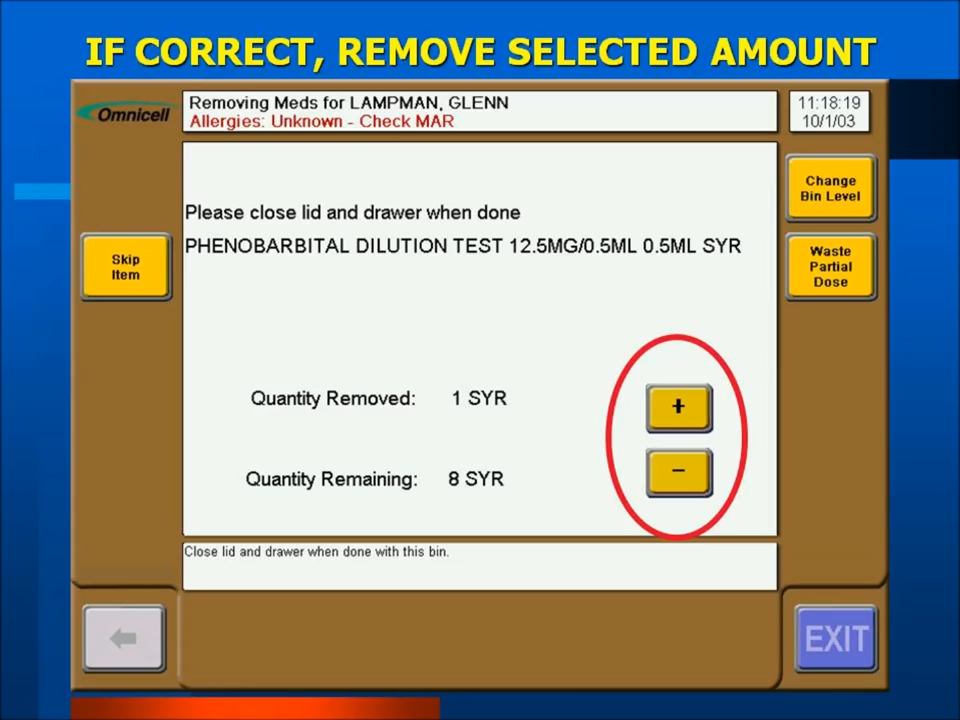 IF CORRECT, REMOVE SELECTED AMOUNT
Omnicell
Removing Meds for LAMPMAN, GLENN
Allergies: Unknown - Check MAR
11:18:19
10/1/03
Change
Bin Level
Please close lid and drawer when done
PHENOBARBITAL DILUTION TEST 12.5MG/0.5ML 0.5ML SYR
Skip
Item
Waste
Partial
Dose
Quantity Removed: 1 SYR
+
Quantity Remaining: 8 SYR
-
Close lid and drawer when done with this bin.
EXIT